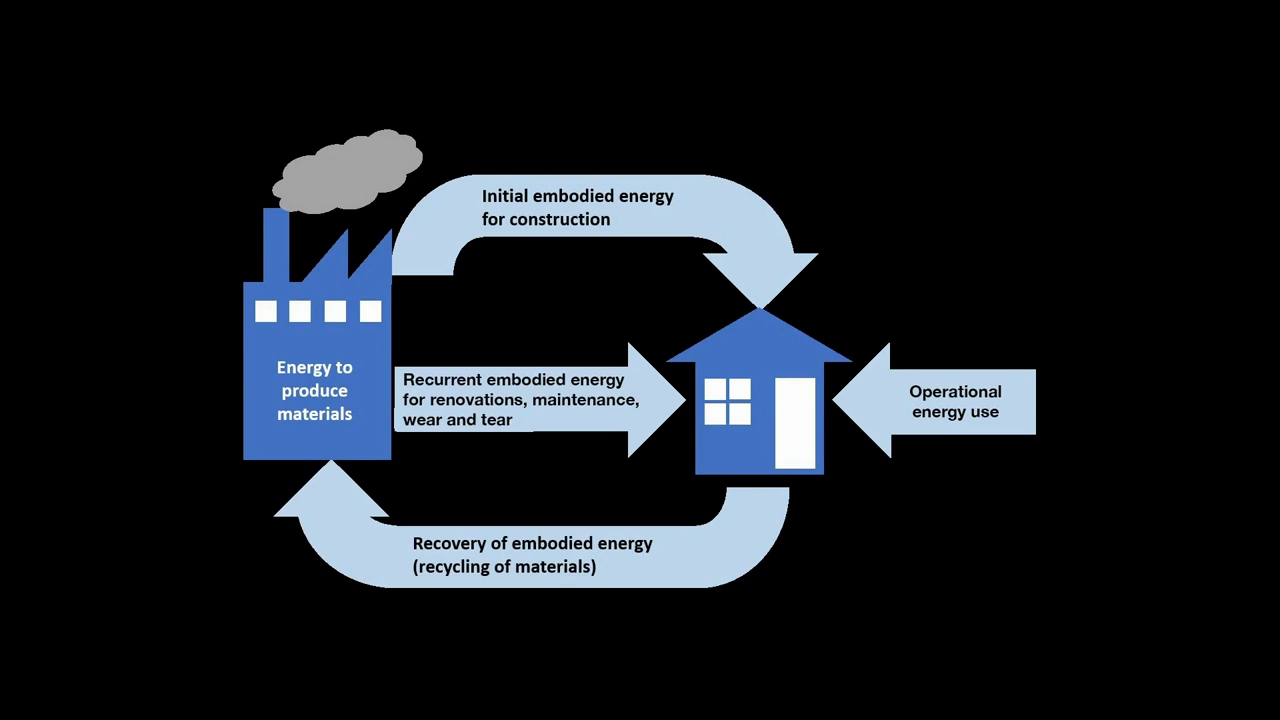 Initial embodied energy
for construction
Energy to
produce
materials
Recurrent embodied energy
for renovations, maintenance,
wear and tear
Operational
energy use
Recovery of embodied energy
(recycling of materials)